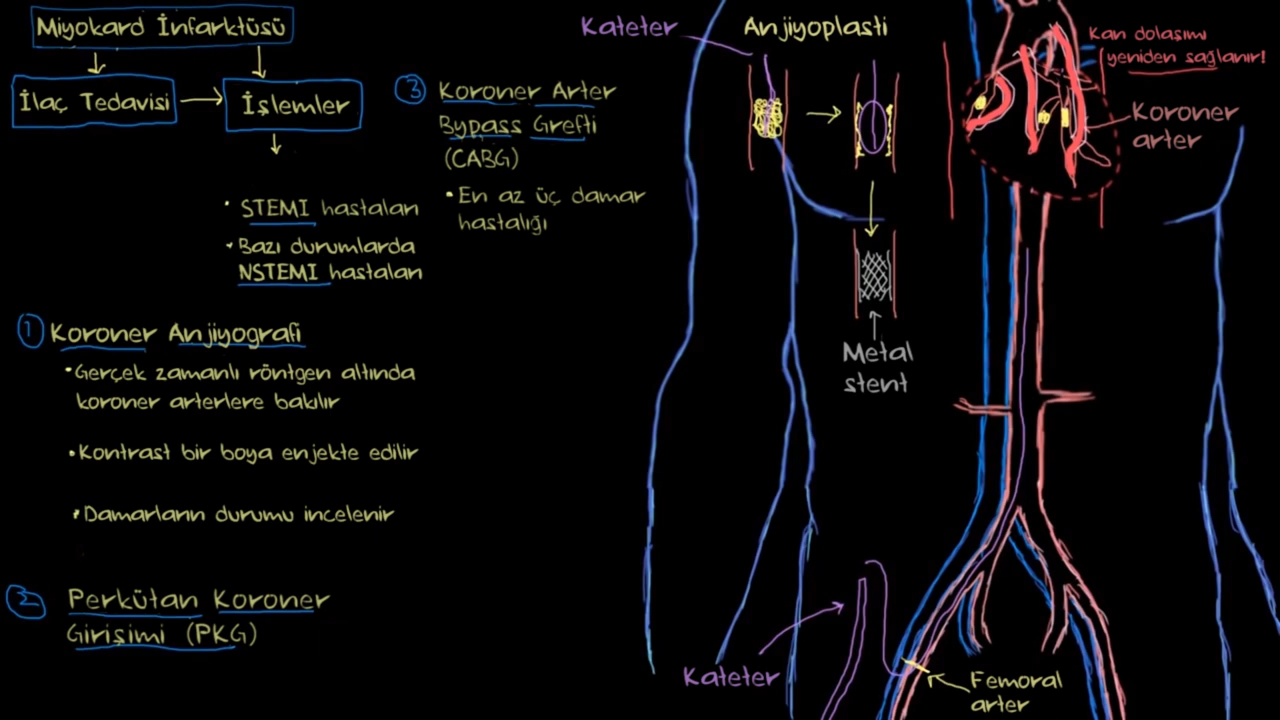 Miyokard İnfarktüsü
İlaç Tedavisi
İşlemler
• STEMI hastaları
• Bazı durumlarda
NSTEMI hastaları
1 Koroner Anjiyografi
• Gerçek zamanlı röntgen altında
koroner arterlere bakılır
• Kontrast bir boya enjekte edilir
• Damarların durumu incelenir
2 Perkütan Koroner
Girişimi (PKG)
3 Koroner Arter
Bypass Grefti
(CABG)
• En az üç damar
hastalığı
Kateter
Anjiyoplasti
Metal
stent
Kan dolaşımı
yeniden sağlanır!
Koroner
arter
Kateter
Femoral
arter